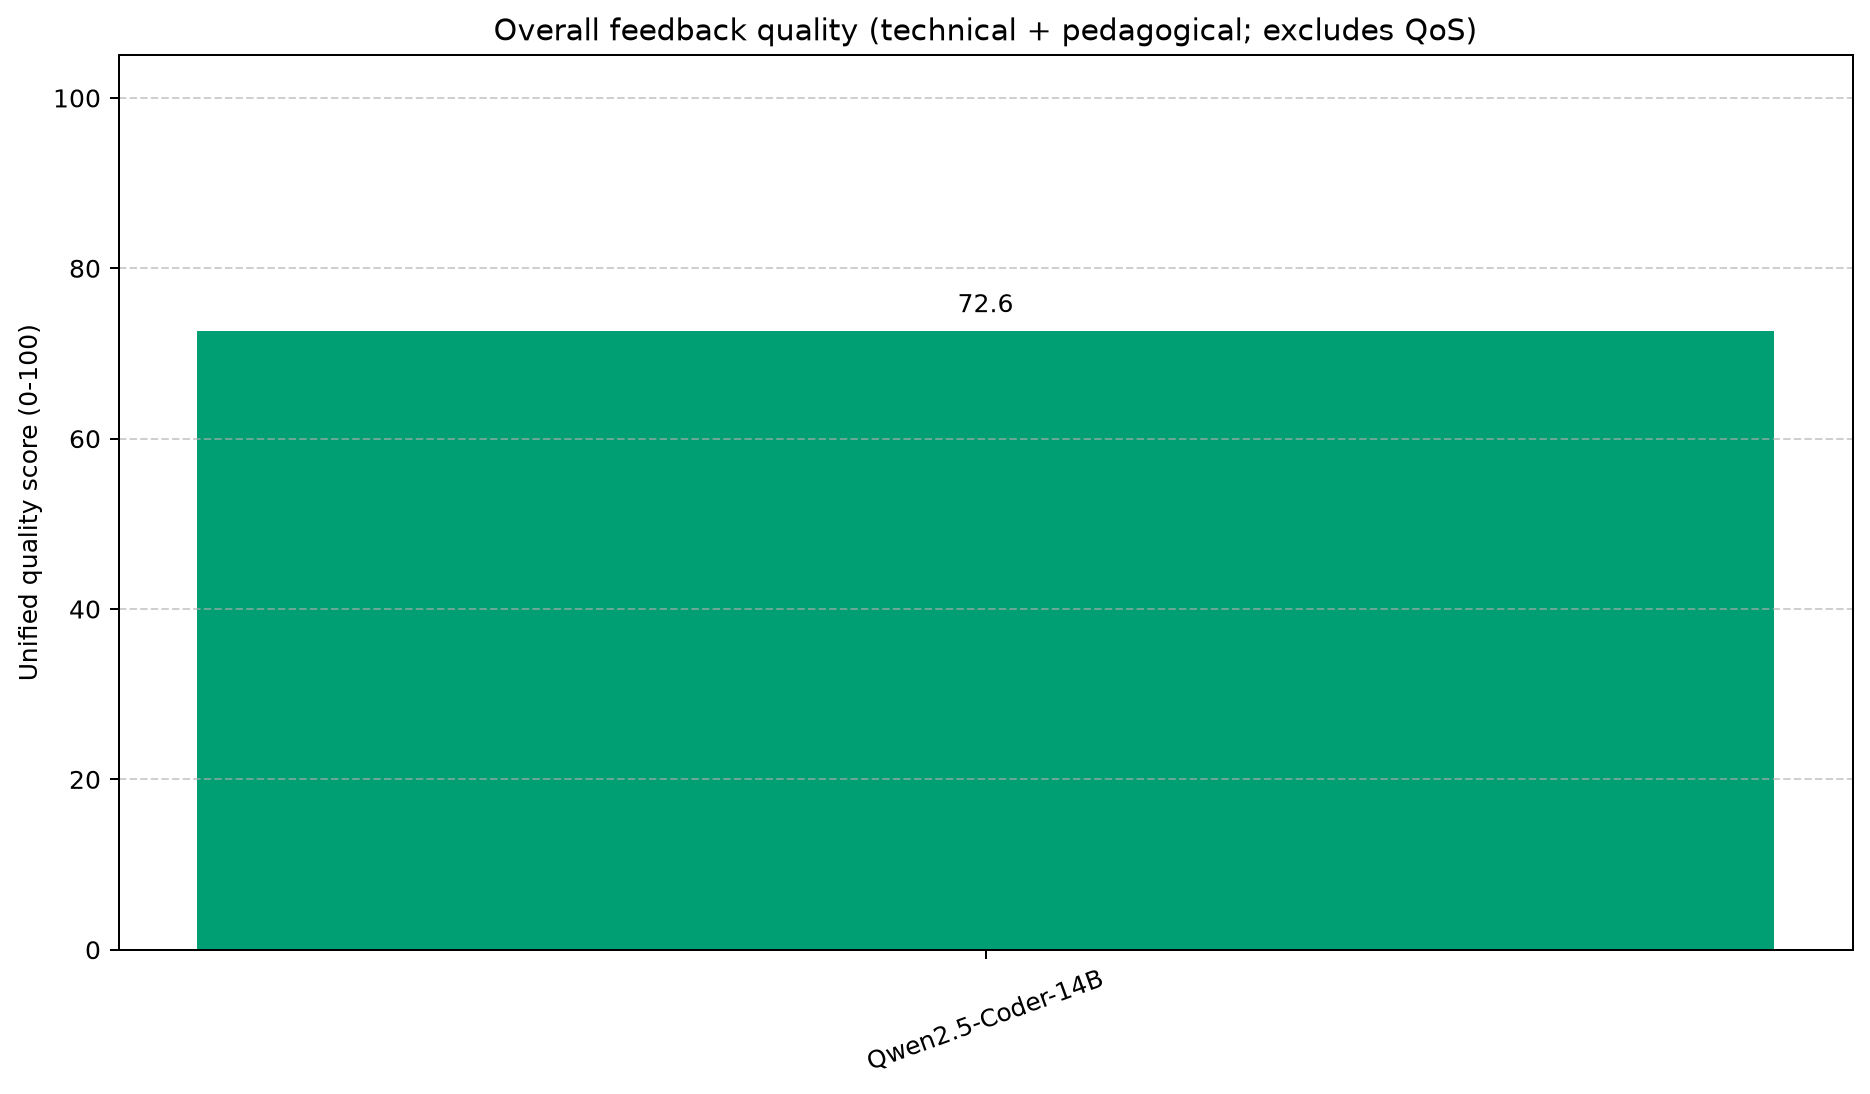 Overall feedback quality (technical + pedagogical; excludes QoS)
Unified quality score (0-100)
100
80
60
40
20
0
72.6
Qwen2.5-Coder-14B